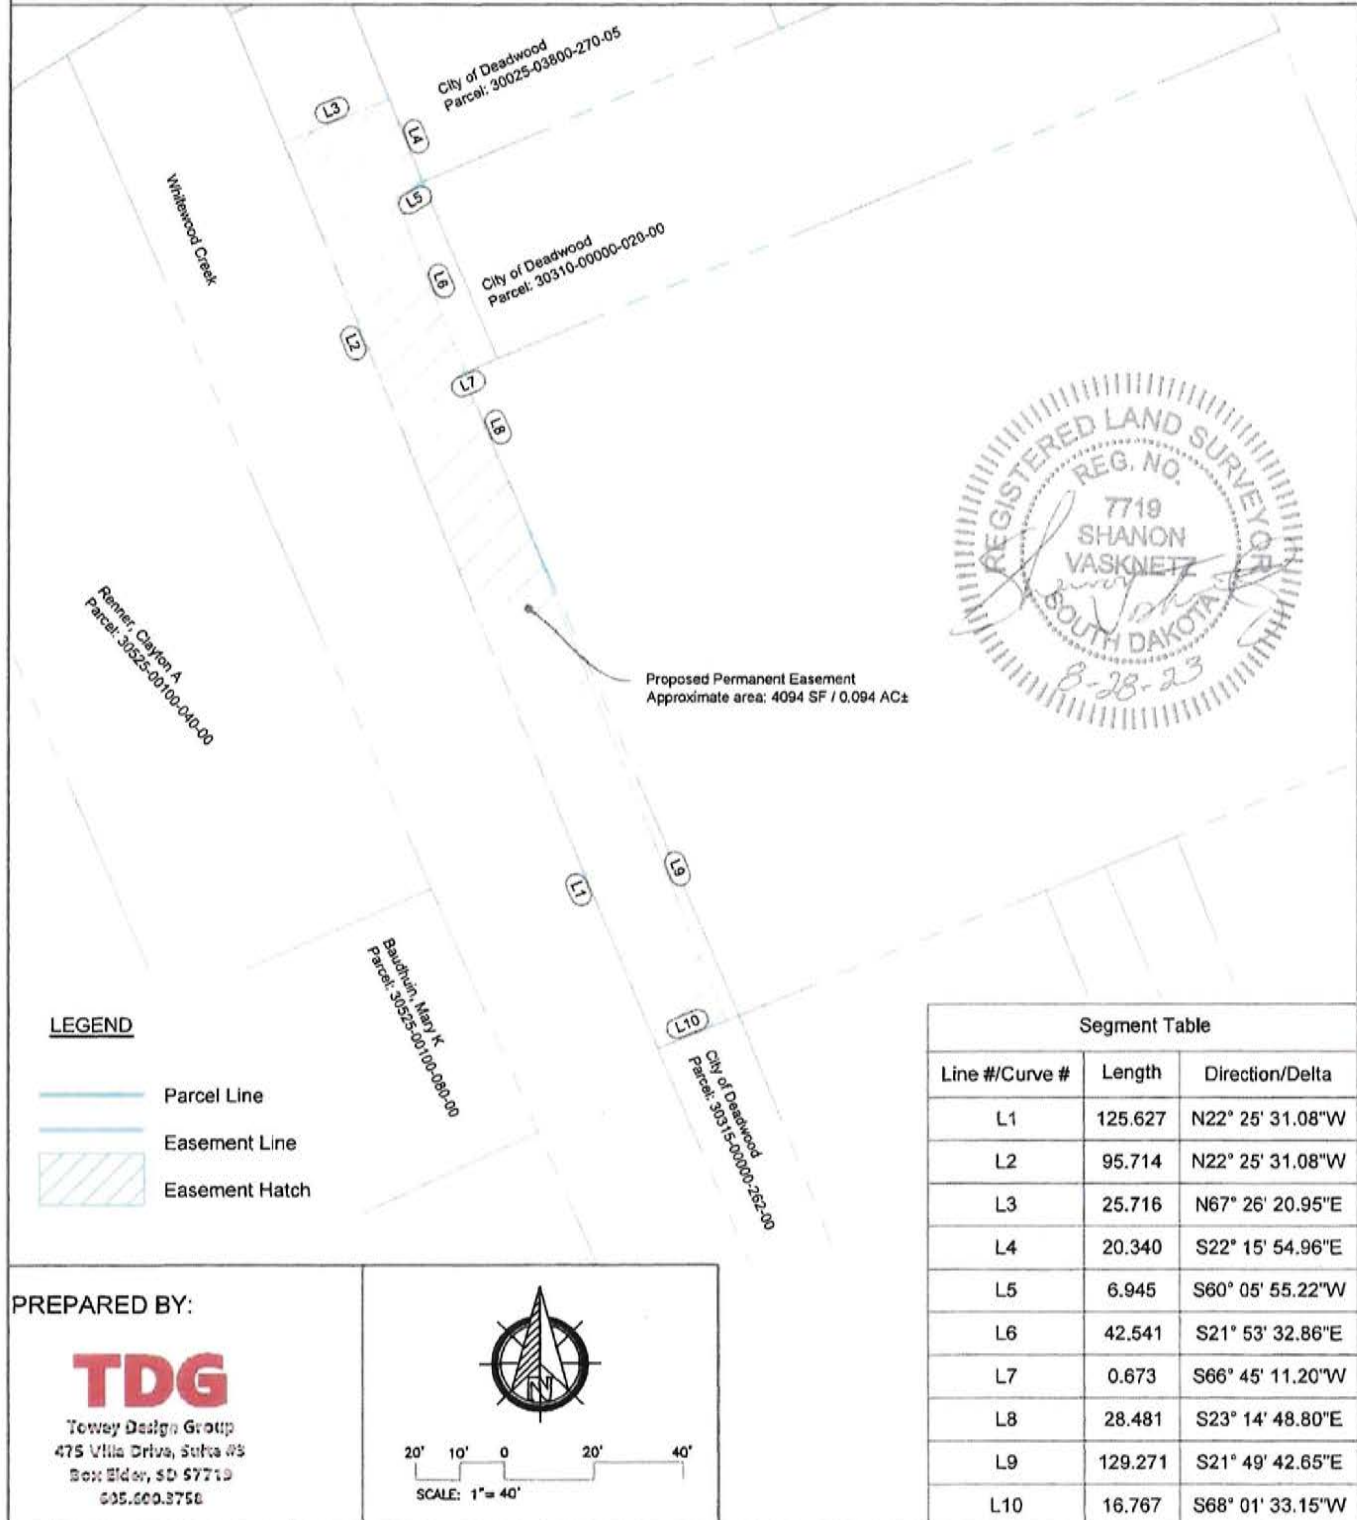 City of Deadwood
Parcel: 30025-03800-270-05
L3
L4
Whitewood Creek
L5
City of Deadwood
Parcel: 30310-00000-020-00
L6
L2
L7
L8
REGISTERED LAND SURVEYOR
REG. NO.
7719
SHANON
VASKNETZ
SOUTH DAKOTA
8-28-23
Renner, Clayton A
Parcel: 30525-00100-040-00
Proposed Permanent Easement
Approximate area: 4094 SF / 0.094 AC±
L9
L1
Baudhuin, Mary K
Parcel: 30525-00100-080-00
L10
City of Deadwood
Parcel: 30315-00000-262-00
LEGEND
Parcel Line
Easement Line
Easement Hatch
Segment Table
Line #/Curve # Length Direction/Delta
L1 125.627 N22° 25' 31.08"W
L2 95.714 N22° 25' 31.08"W
L3 25.716 N67° 26' 20.95"E
L4 20.340 S22° 15' 54.96"E
L5 6.945 S60° 05' 55.22"W
L6 42.541 S21° 53' 32.86"E
L7 0.673 S66° 45' 11.20"W
L8 28.481 S23° 14' 48.80"E
L9 129.271 S21° 49' 42.65"E
L10 16.767 S68° 01' 33.15"W
PREPARED BY:
TDG
Towey Design Group
475 Villa Drive, Suite #3
Box Elder, SD 57719
605.600.3758
N
20' 10' 0 20' 40'
SCALE: 1"= 40'